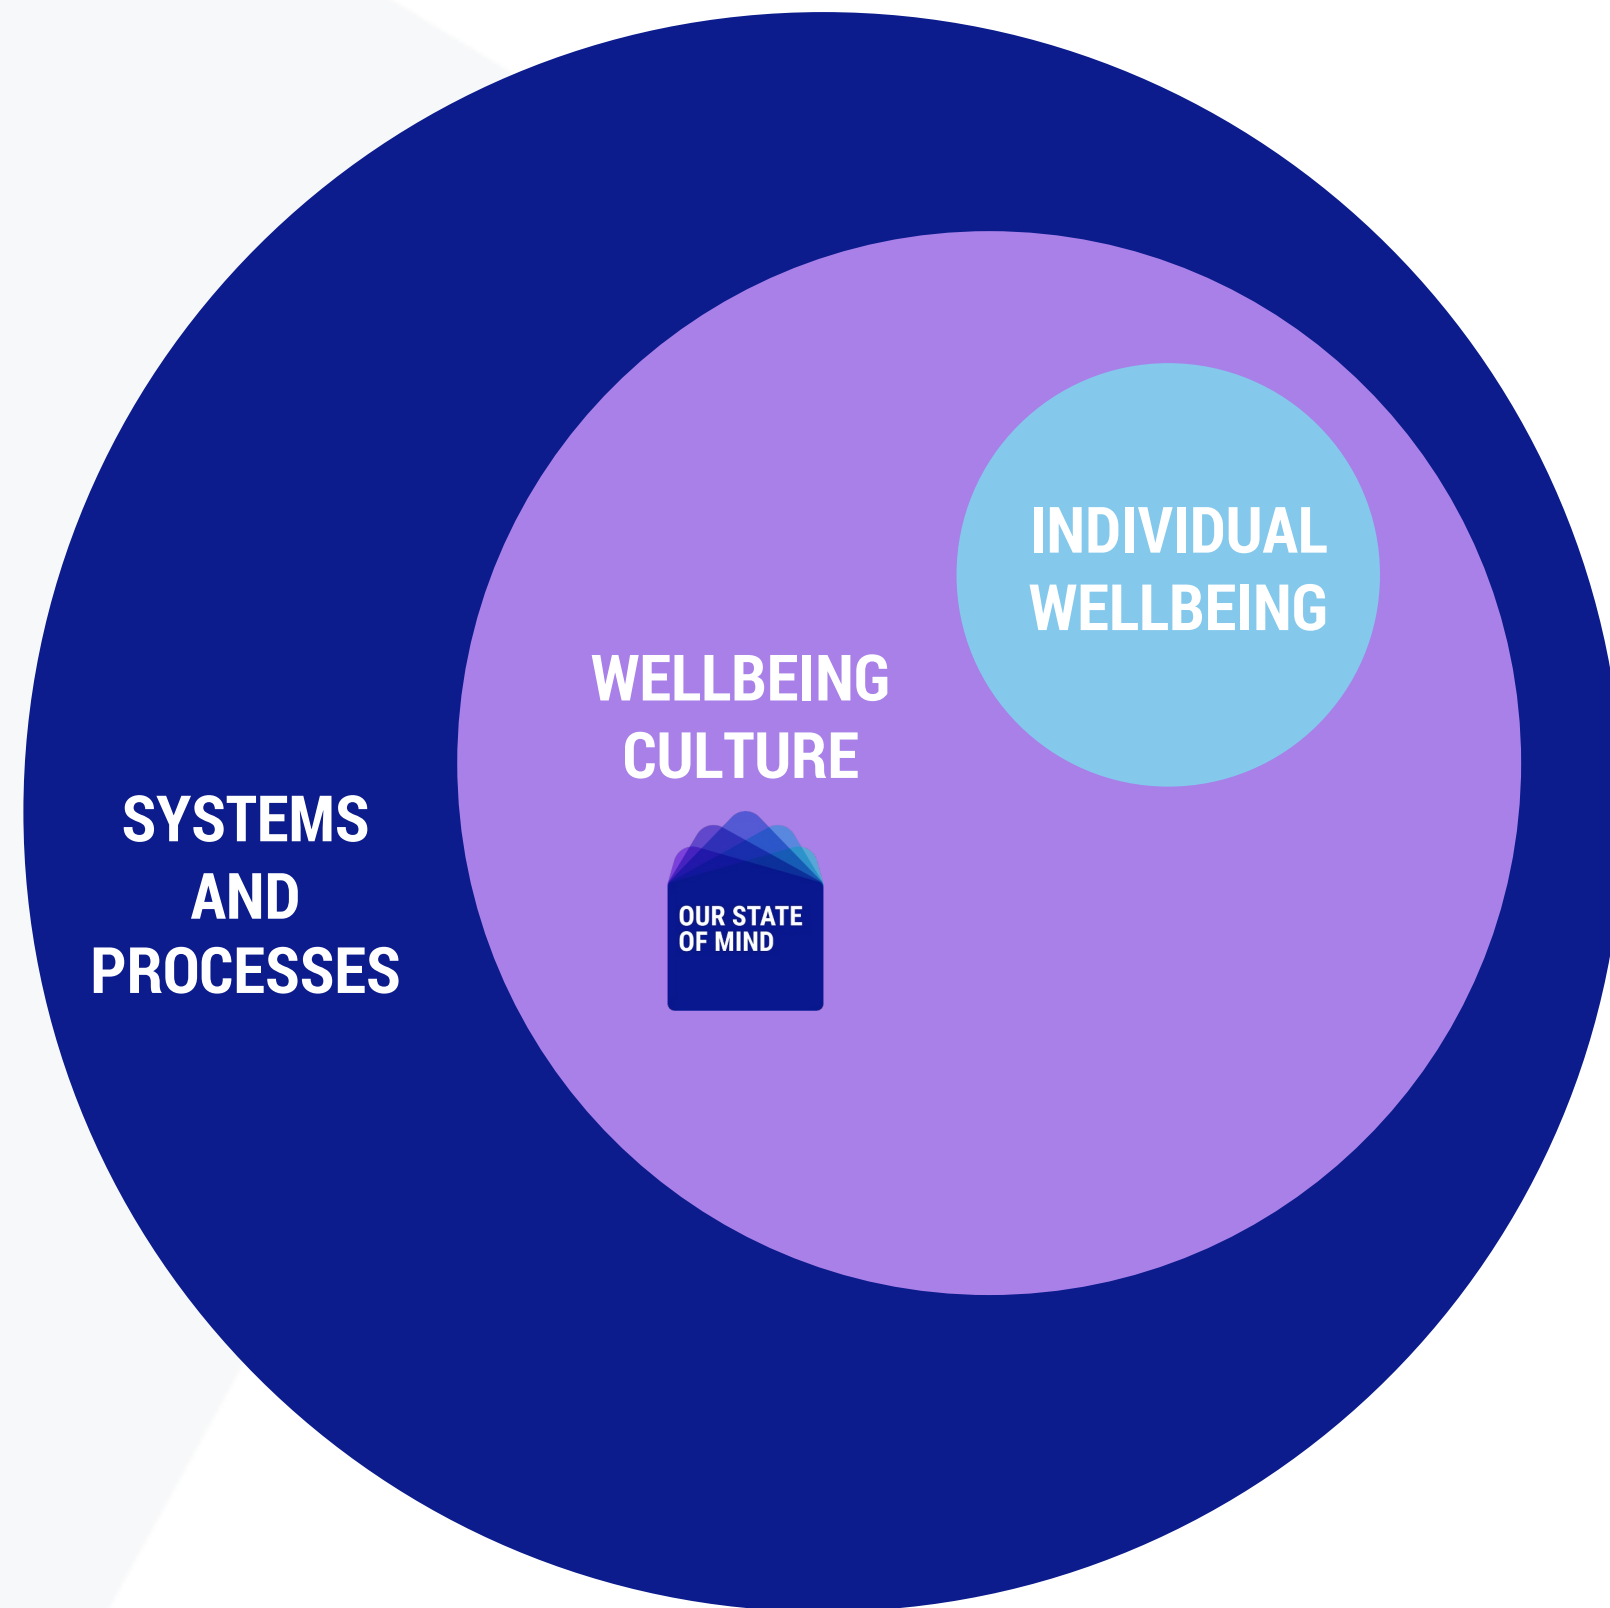 INDIVIDUAL
WELLBEING
WELLBEING
CULTURE
SYSTEMS
AND
PROCESSES
OUR STATE
OF MIND